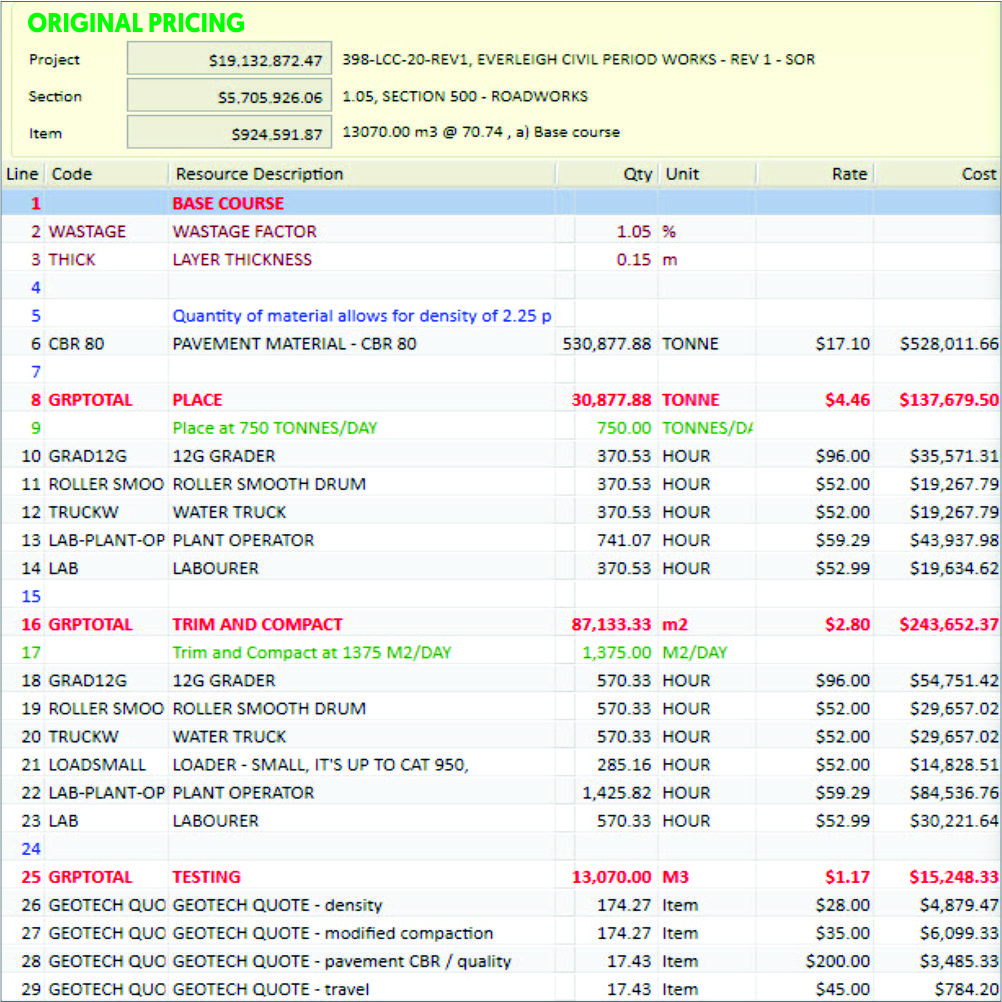 ORIGINAL PRICING
Project $19,132,872.47 398-LCC-20-REV1, EVERLEIGH CIVIL PERIOD WORKS - REV 1 - SOR
Section $5,705,926.06 1.05, SECTION 500 - ROADWORKS
Item $924,591.87 13070.00 m3 @ 70.74 , a) Base course
Line Code Resource Description Qty Unit Rate Cost
1 BASE COURSE
2 WASTAGE WASTAGE FACTOR 1.05 %
3 THICK LAYER THICKNESS 0.15 m
4
5 Quantity of material allows for density of 2.25 p
6 CBR 80 PAVEMENT MATERIAL - CBR 80 530,877.88 TONNE $17.10 $528,011.66
7
8 GRPTOTAL PLACE 30,877.88 TONNE $4.46 $137,679.50
9 Place at 750 TONNES/DAY 750.00 TONNES/DA
10 GRAD12G 12G GRADER 370.53 HOUR $96.00 $35,571.31
11 ROLLER SMOO ROLLER SMOOTH DRUM 370.53 HOUR $52.00 $19,267.79
12 TRUCKW WATER TRUCK 370.53 HOUR $52.00 $19,267.79
13 LAB-PLANT-OP PLANT OPERATOR 741.07 HOUR $59.29 $43,937.98
14 LAB LABOURER 370.53 HOUR $52.99 $19,634.62
15
16 GRPTOTAL TRIM AND COMPACT 87,133.33 m2 $2.80 $243,652.37
17 Trim and Compact at 1375 M2/DAY 1,375.00 M2/DAY
18 GRAD12G 12G GRADER 570.33 HOUR $96.00 $54,751.42
19 ROLLER SMOO ROLLER SMOOTH DRUM 570.33 HOUR $52.00 $29,657.02
20 TRUCKW WATER TRUCK 570.33 HOUR $52.00 $29,657.02
21 LOADSMALL LOADER - SMALL, IT'S UP TO CAT 950, 285.16 HOUR $52.00 $14,828.51
22 LAB-PLANT-OP PLANT OPERATOR 1,425.82 HOUR $59.29 $84,536.76
23 LAB LABOURER 570.33 HOUR $52.99 $30,221.64
24
25 GRPTOTAL TESTING 13,070.00 M3 $1.17 $15,248.33
26 GEOTECH QUO GEOTECH QUOTE - density 174.27 Item $28.00 $4,879.47
27 GEOTECH QUO GEOTECH QUOTE - modified compaction 174.27 Item $35.00 $6,099.33
28 GEOTECH QUO GEOTECH QUOTE - pavement CBR / quality 17.43 Item $200.00 $3,485.33
29 GEOTECH QUO GEOTECH QUOTE - travel 17.43 Item $45.00 $784.20